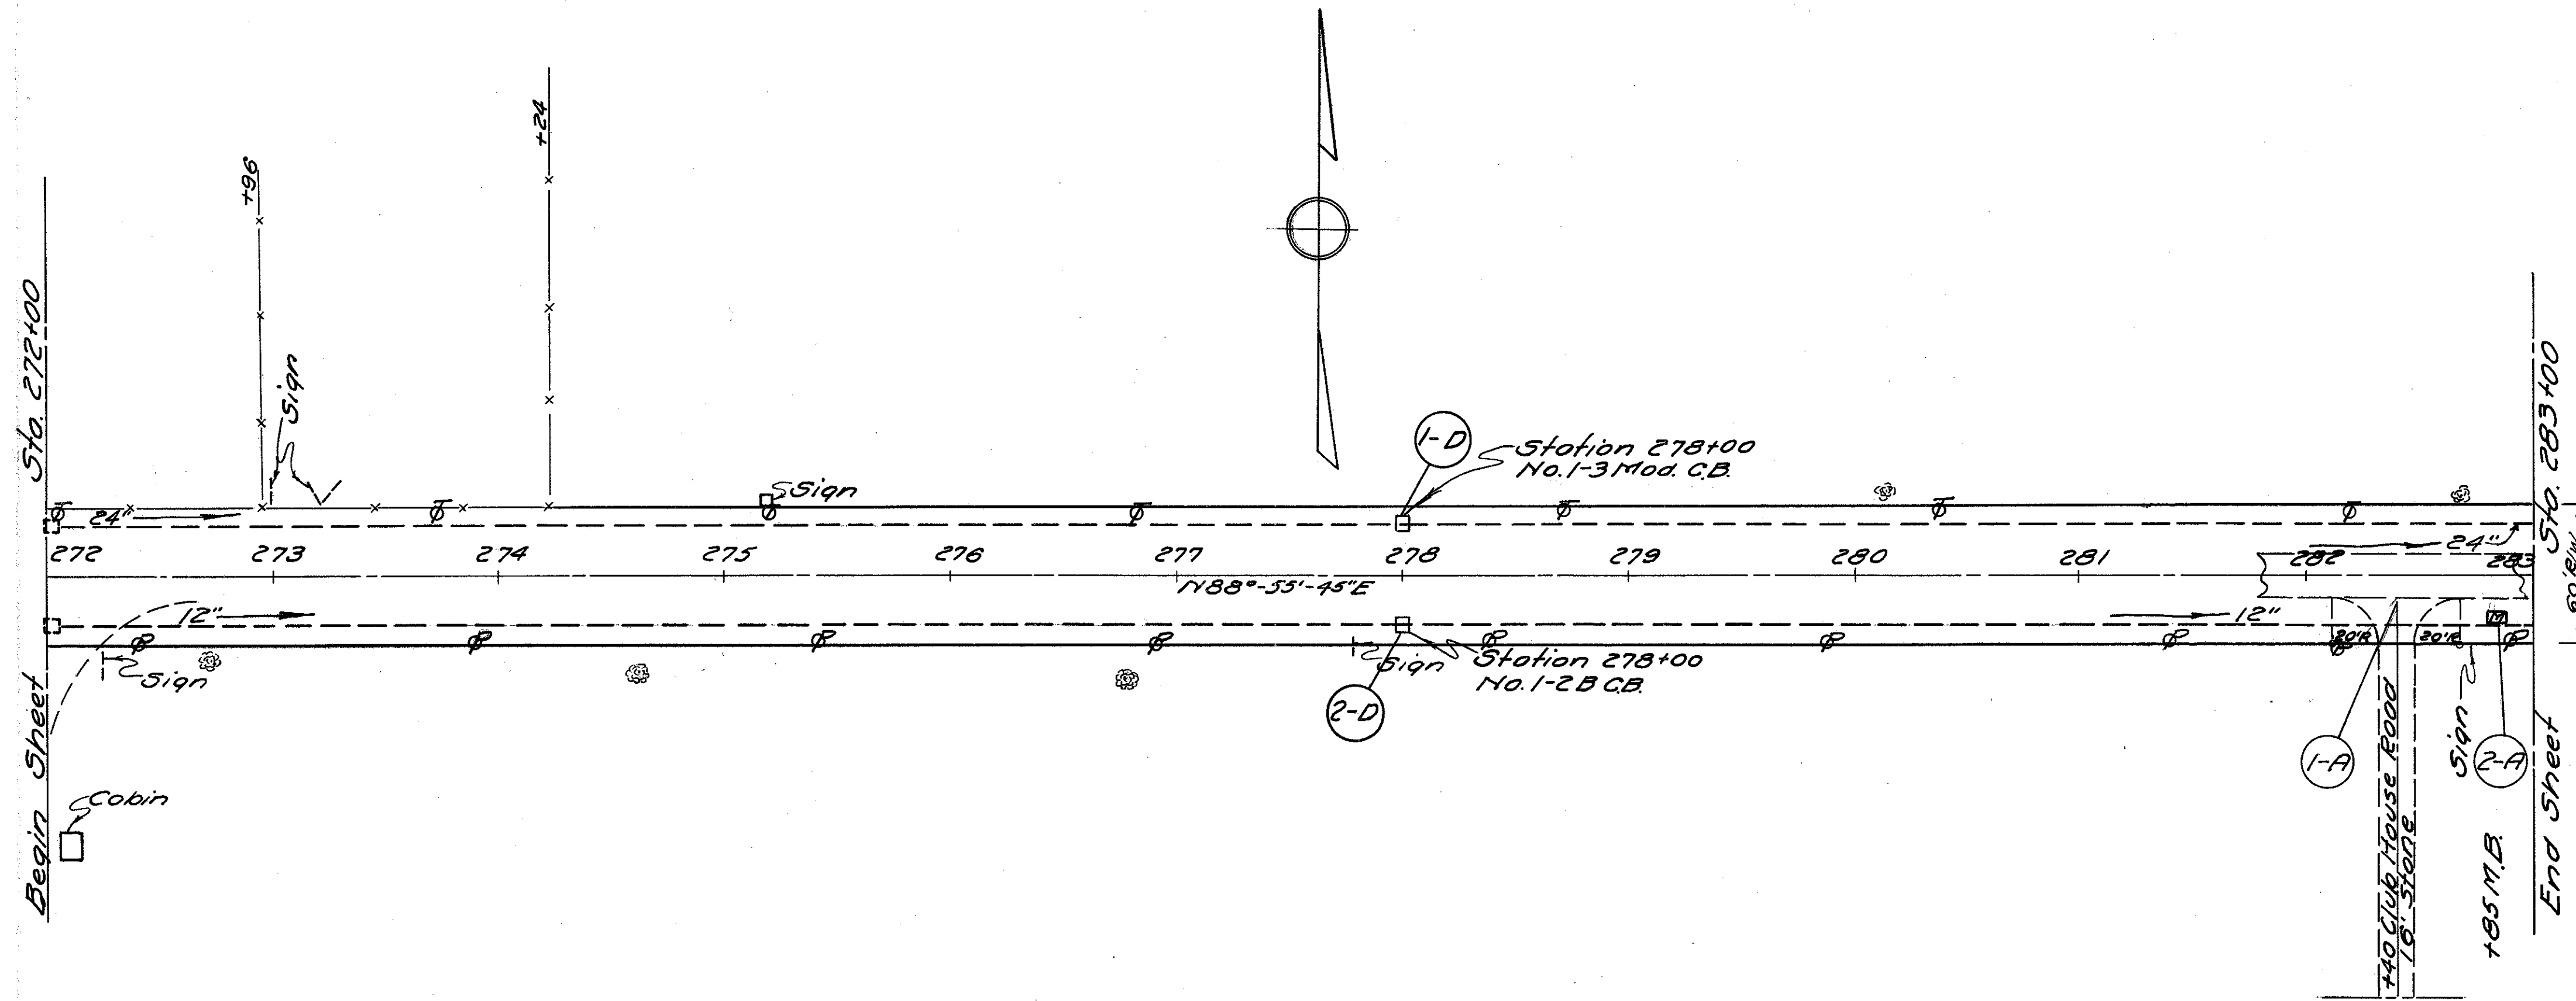 Sta. 272+00
Begin Sheet
+96
+24
Sign
Sign
1-D
Station 278+00
No. 1-3 Mod. C.B.
24"
272 273 274 275 276 277 278 279 280 281 282 283
24"
N88°-55'-45"E
12"
12"
20'R
20'R
Sign
Sign
Station 278+00
No. 1-2B C.B.
2-D
Cabin
1-A
+40 Club House Road
16' Stone
Sign
2-A
+85 M.B.
M
Sta. 283+00
End Sheet
60' R/W